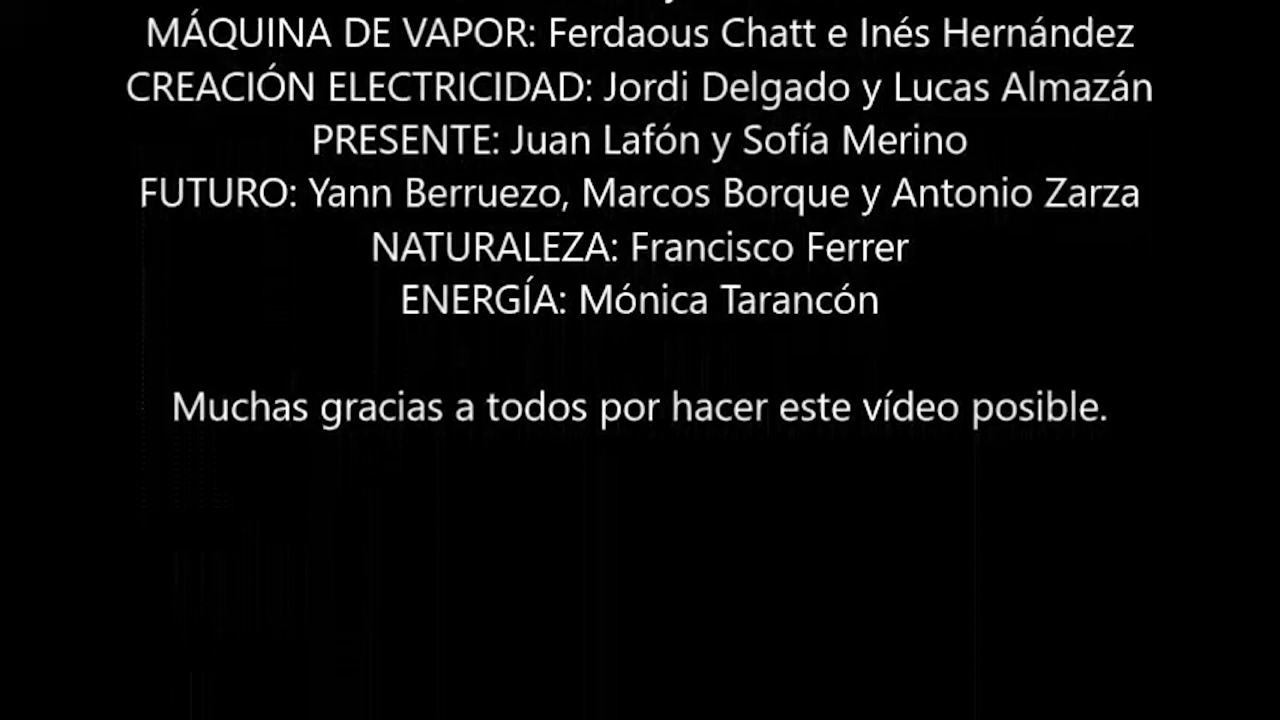 MÁQUINA DE VAPOR: Ferdaous Chatt e Inés Hernández
CREACIÓN ELECTRICIDAD: Jordi Delgado y Lucas Almazán
PRESENTE: Juan Lafón y Sofía Merino
FUTURO: Yann Berruezo, Marcos Borque y Antonio Zarza
NATURALEZA: Francisco Ferrer
ENERGÍA: Mónica Tarancón
Muchas gracias a todos por hacer este vídeo posible.